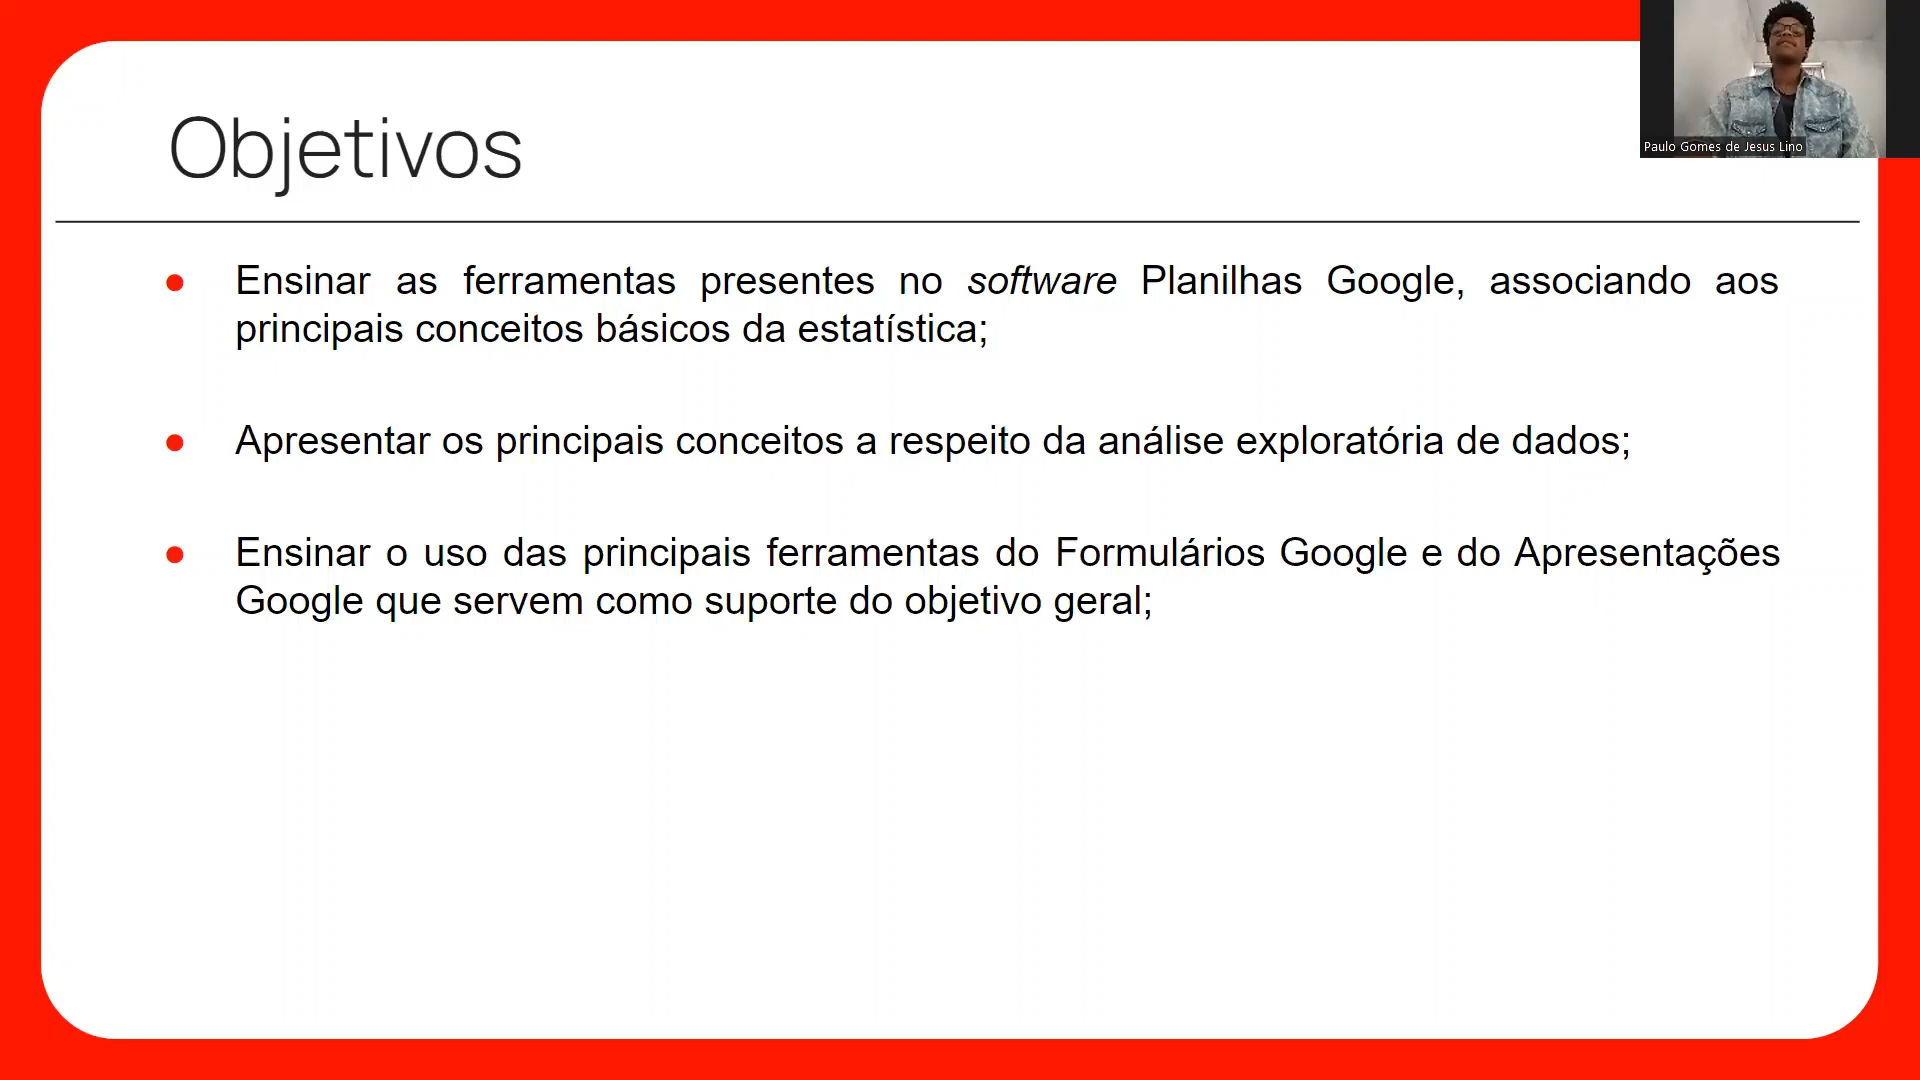 Objetivos
Paulo Gomes de Jesus Lino
● Ensinar as ferramentas presentes no software Planilhas Google, associando aos
principais conceitos básicos da estatística;
● Apresentar os principais conceitos a respeito da análise exploratória de dados;
● Ensinar o uso das principais ferramentas do Formulários Google e do Apresentações
Google que servem como suporte do objetivo geral;